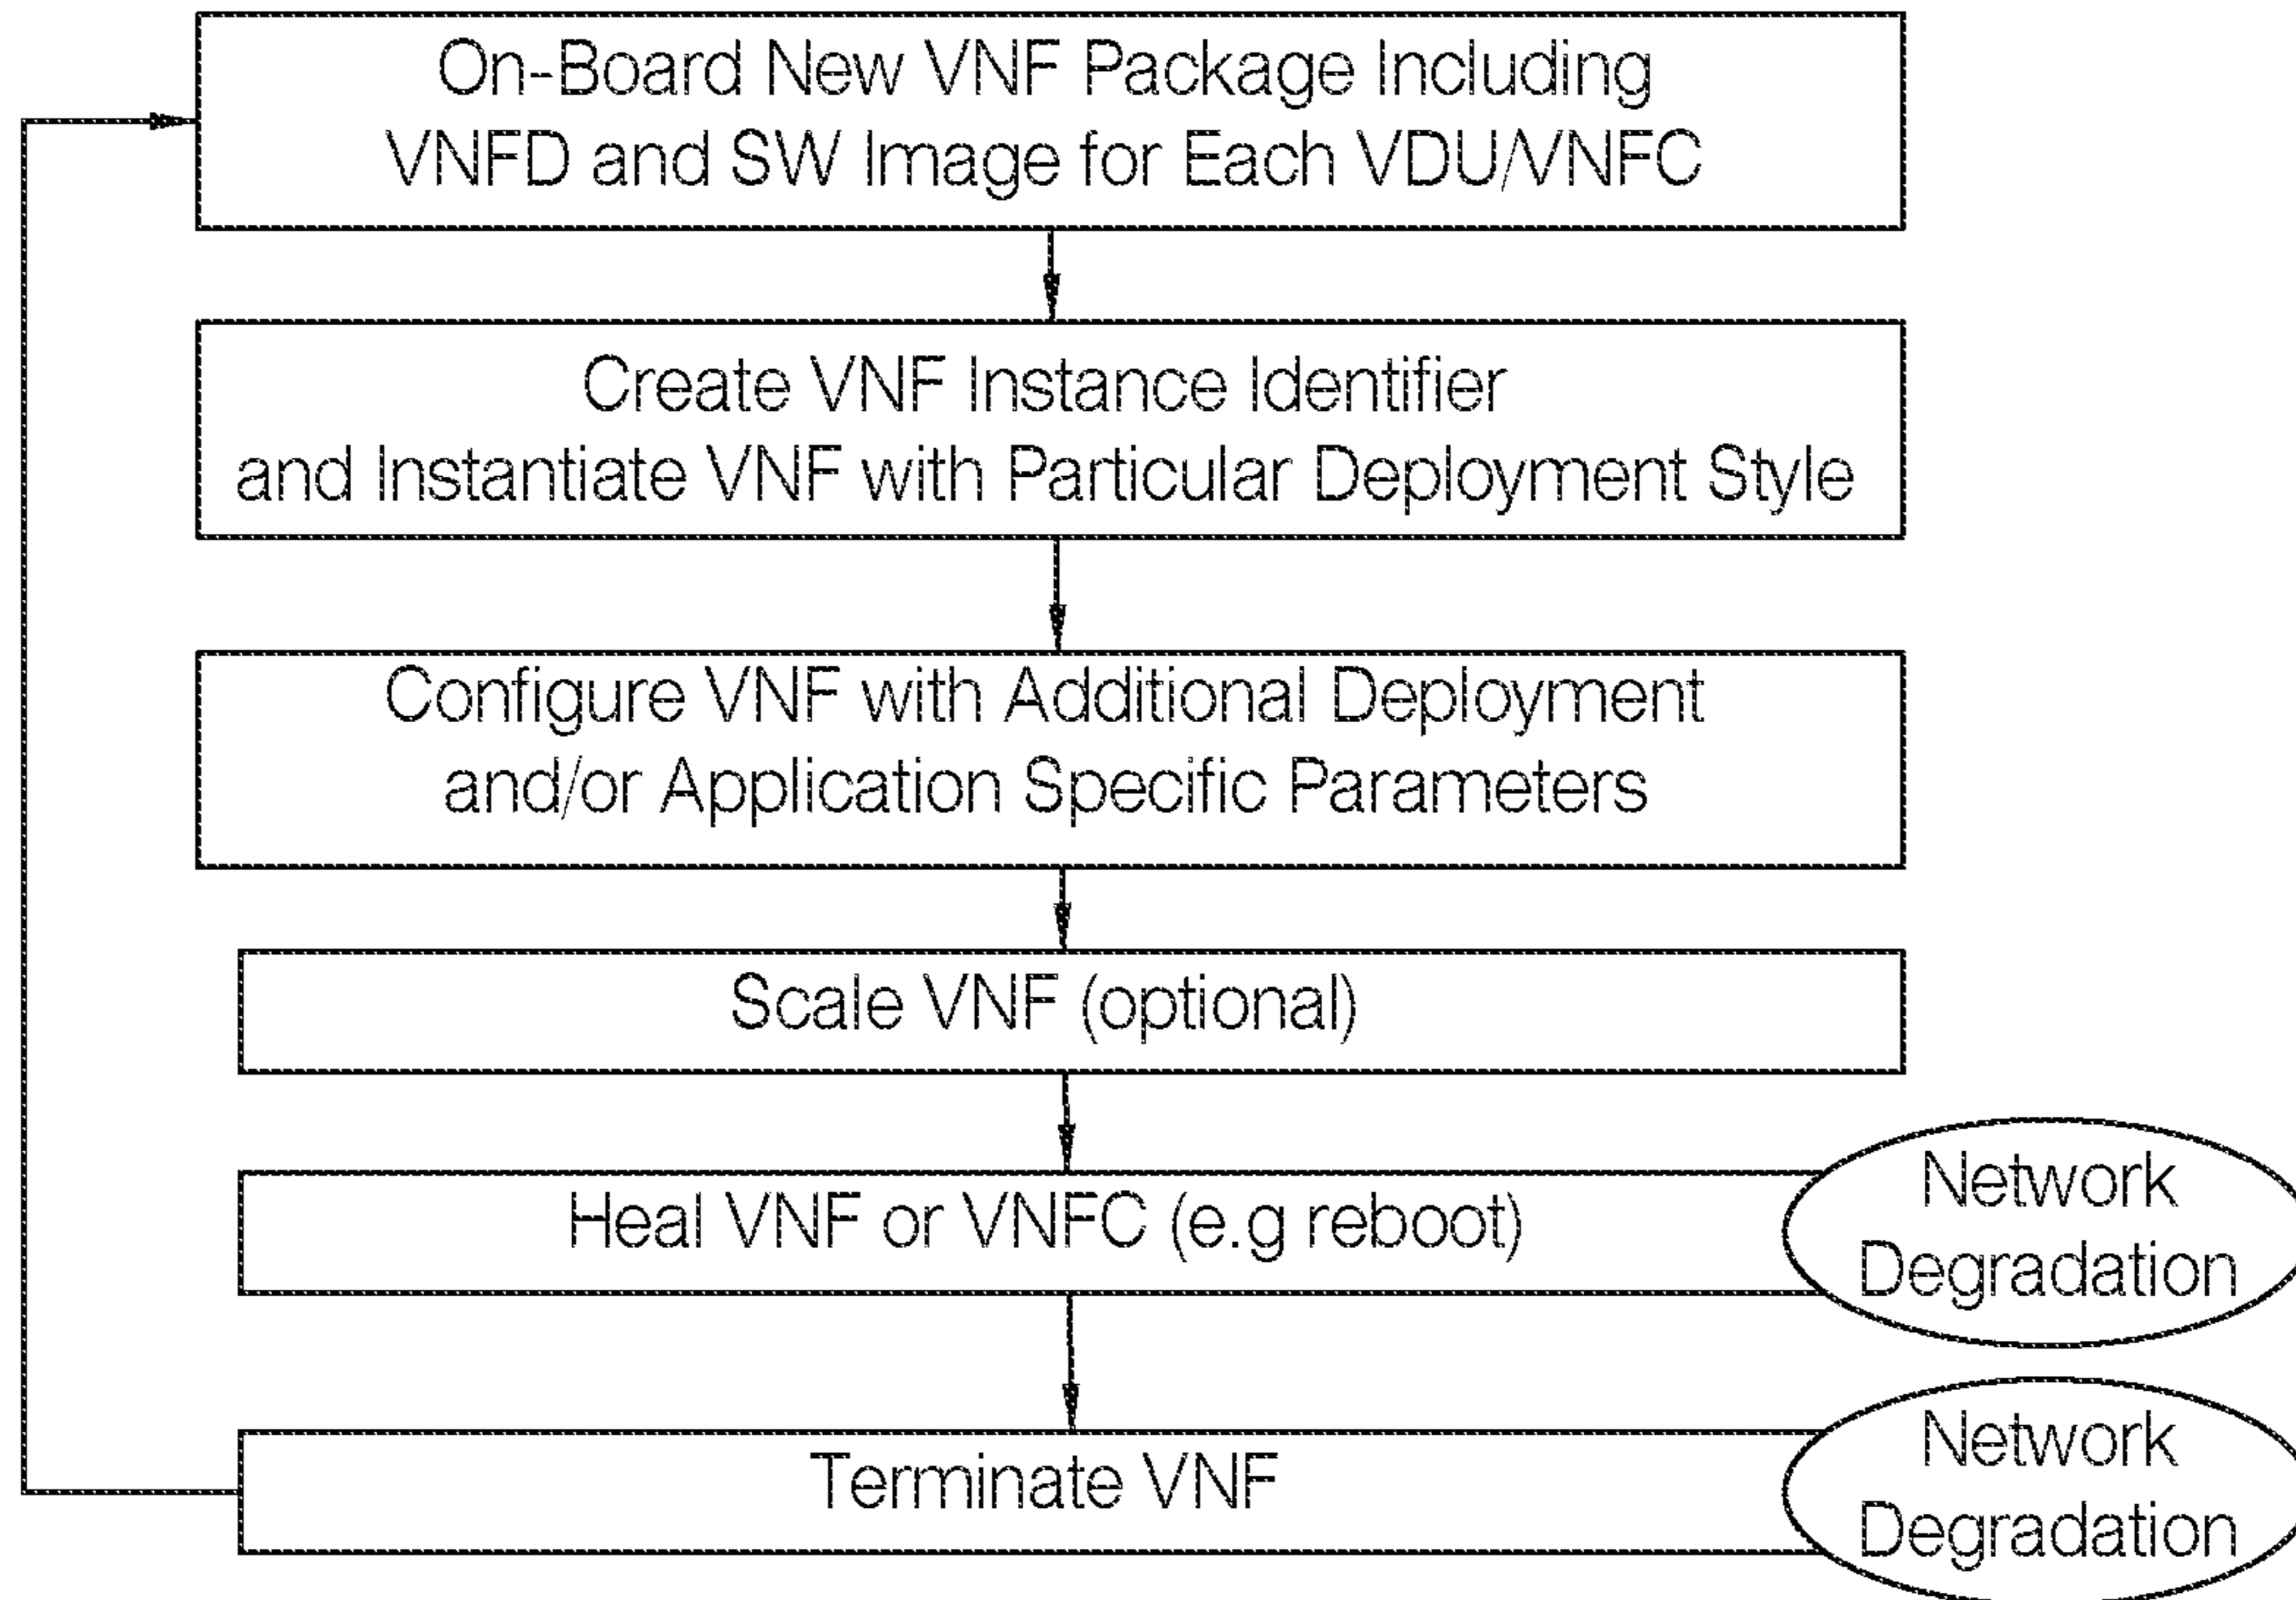 On-Board New VNF Package Including
VNFD and SW Image for Each VDU/VNFC
Create VNF Instance Identifier
and Instantiate VNF with Particular Deployment Style
Configure VNF with Additional Deployment
and/or Application Specific Parameters
Scale VNF (optional)
Heal VNF or VNFC (e.g reboot)
Network
Degradation
Terminate VNF
Network
Degradation